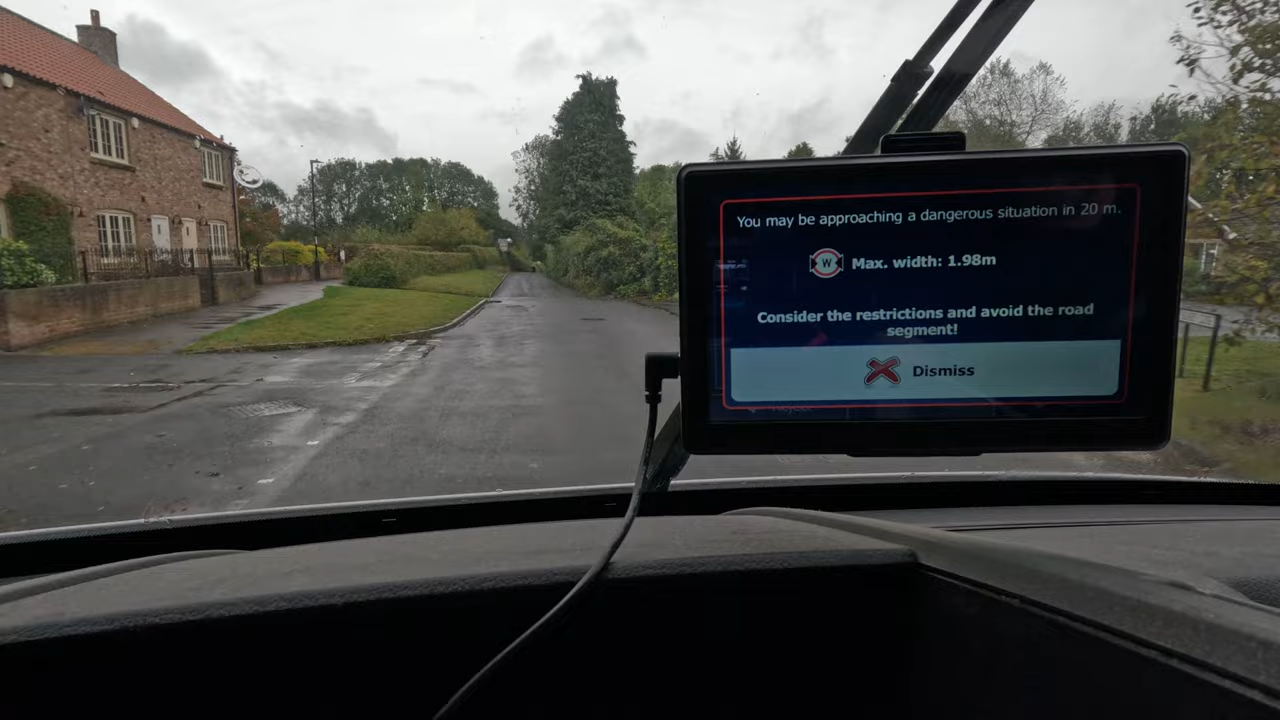 You may be approaching a dangerous situation in 20 m.
W Max. width: 1.98m
Consider the restrictions and avoid the road
segment!
Dismiss